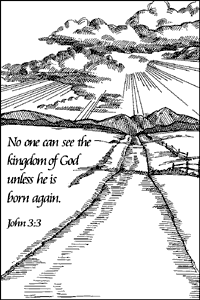 No one can see the
kingdom of God
unless he is
born again.
John 3:3